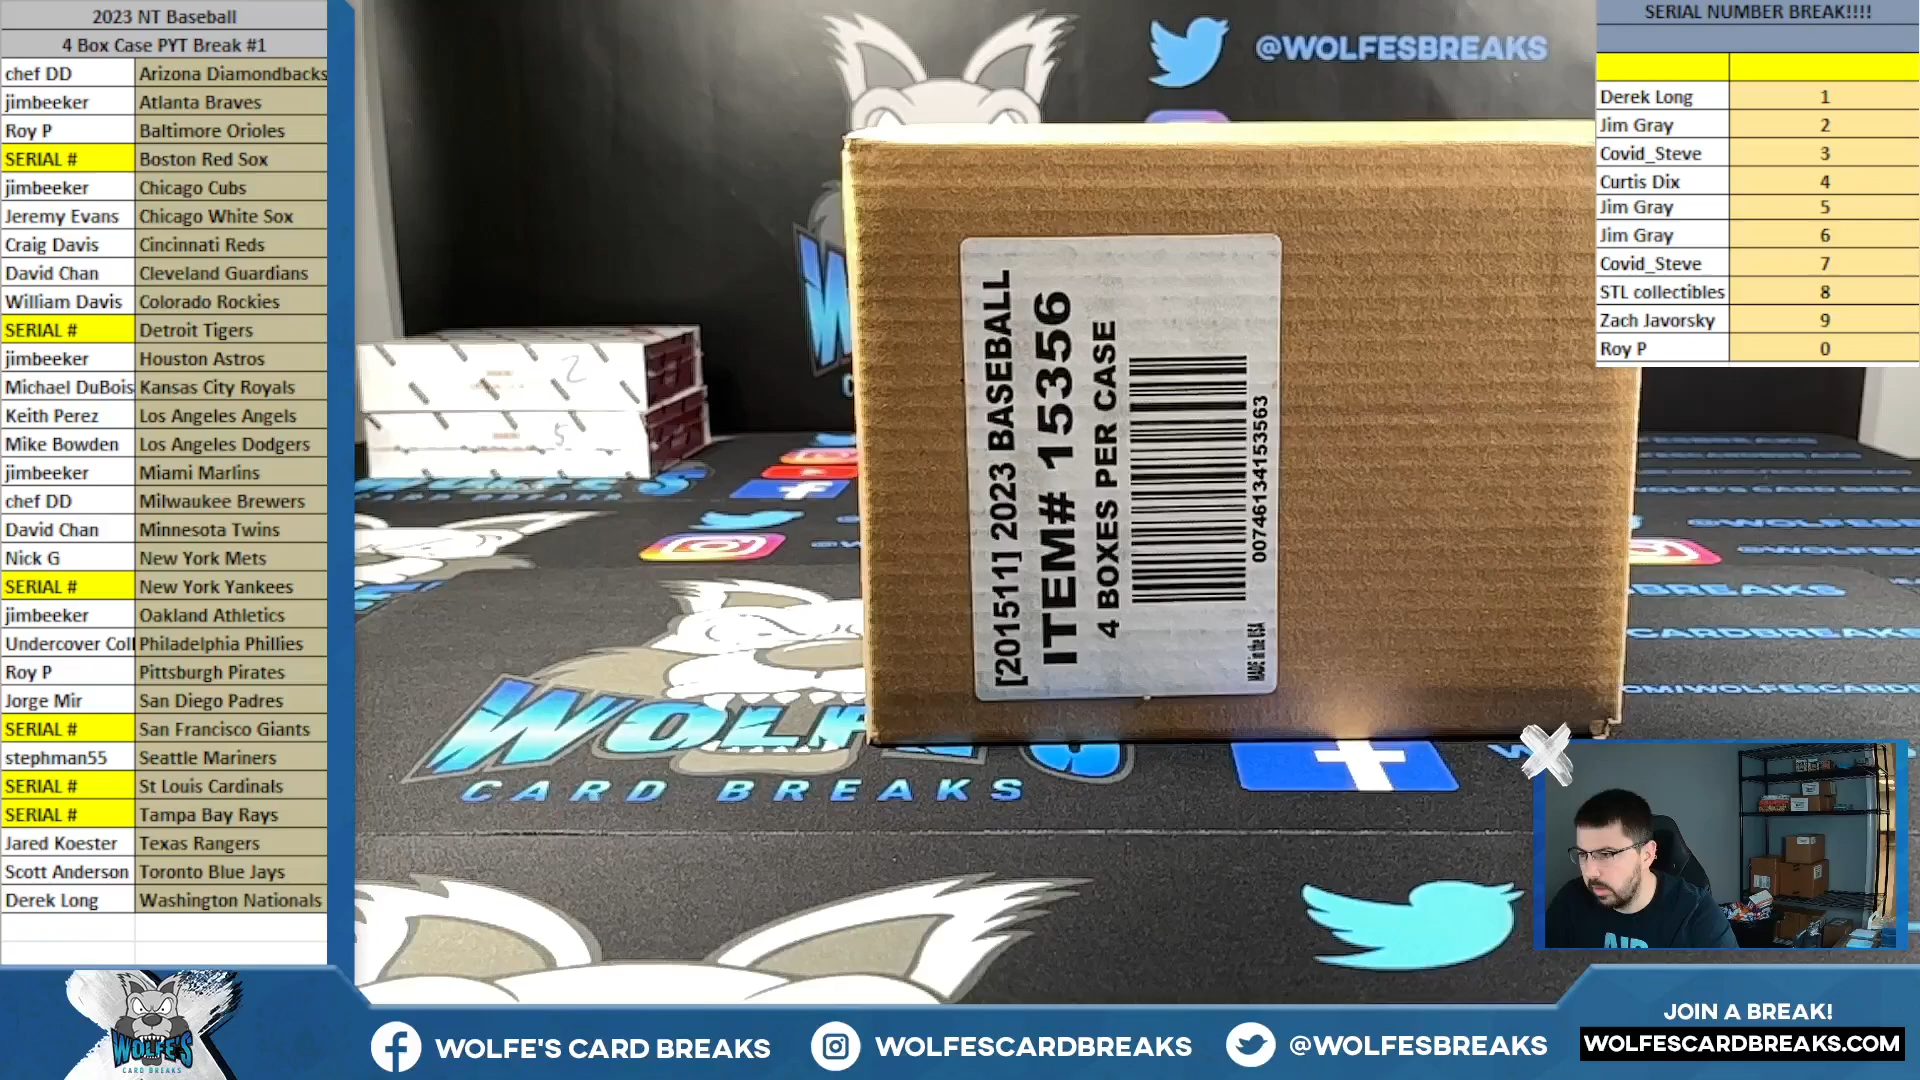 2023 NT Baseball
4 Box Case PYT Break #1
chef DD Arizona Diamondbacks
jimbeeker Atlanta Braves
Roy P Baltimore Orioles
SERIAL # Boston Red Sox
jimbeeker Chicago Cubs
Jeremy Evans Chicago White Sox
Craig Davis Cincinnati Reds
David Chan Cleveland Guardians
William Davis Colorado Rockies
SERIAL # Detroit Tigers
jimbeeker Houston Astros
Michael DuBois Kansas City Royals
Keith Perez Los Angeles Angels
Mike Bowden Los Angeles Dodgers
jimbeeker Miami Marlins
chef DD Milwaukee Brewers
David Chan Minnesota Twins
Nick G New York Mets
SERIAL # New York Yankees
jimbeeker Oakland Athletics
Undercover Coll Philadelphia Phillies
Roy P Pittsburgh Pirates
Jorge Mir San Diego Padres
SERIAL # San Francisco Giants
stephman55 Seattle Mariners
SERIAL # St Louis Cardinals
SERIAL # Tampa Bay Rays
Jared Koester Texas Rangers
Scott Anderson Toronto Blue Jays
Derek Long Washington Nationals
@WOLFESBREAKS
2
5
[201511] 2023 BASEBALL
ITEM# 15356
4 BOXES PER CASE
00746134153563
MADE in the USA
CARD BREAKS
SERIAL NUMBER BREAK!!!!
Derek Long 1
Jim Gray 2
Covid_Steve 3
Curtis Dix 4
Jim Gray 5
Jim Gray 6
Covid_Steve 7
STL collectibles 8
Zach Javorsky 9
Roy P 0
WOLFE'S
CARD BREAKS
WOLFE'S CARD BREAKS
WOLFESCARDBREAKS
@WOLFESBREAKS
JOIN A BREAK!
WOLFESCARDBREAKS.COM